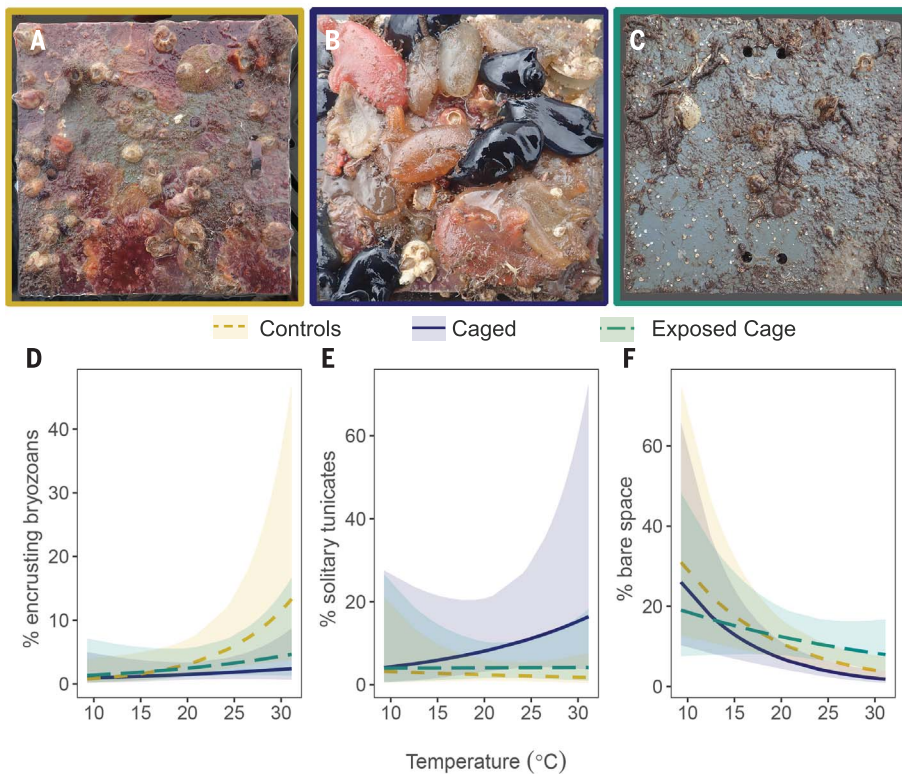 A B C
Controls Caged Exposed Cage
D E F
% encrusting bryozoans
40
30
20
10
0
10 15 20 25 30
% solitary tunicates
60
40
20
0
10 15 20 25 30
% bare space
60
40
20
0
10 15 20 25 30
Temperature (°C)